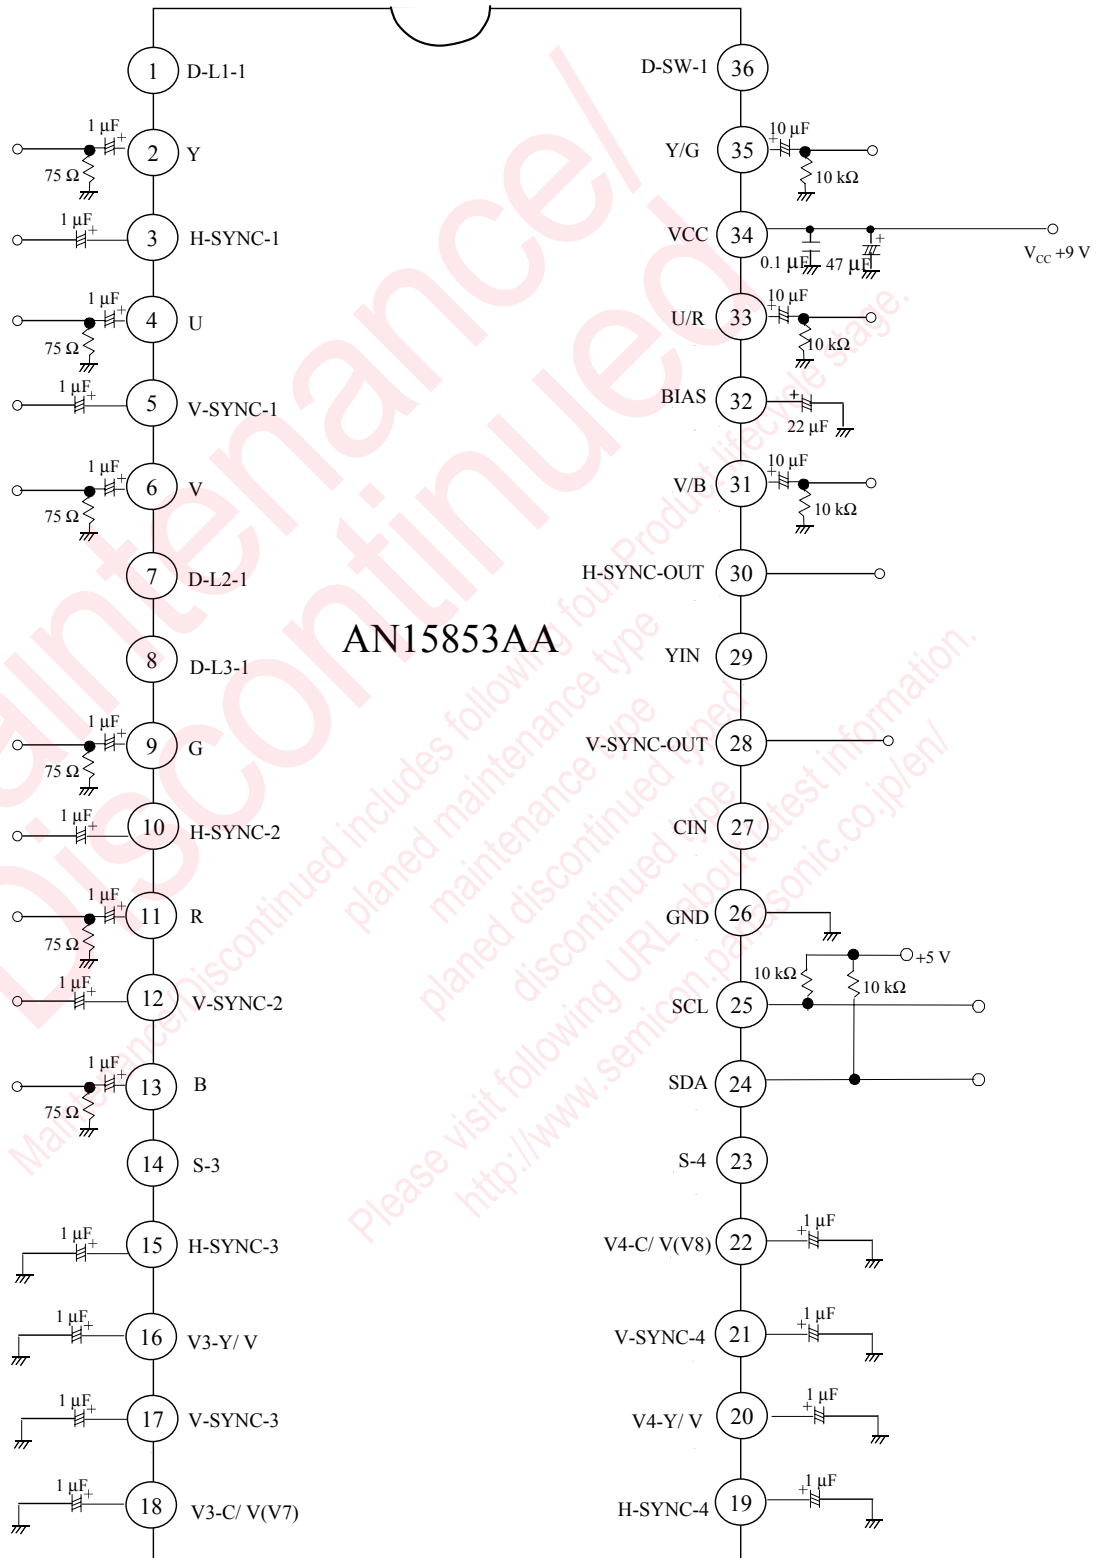 1 D-L1-1
D-SW-1 36
1 µF +
2 Y
75 Ω
Y/G 35
10 µF +
10 kΩ
1 µF +
3 H-SYNC-1
VCC 34
0.1 µF 47 µF +
VCC +9 V
1 µF +
4 U
75 Ω
U/R 33
10 µF +
10 kΩ
1 µF +
5 V-SYNC-1
BIAS 32
+
22 µF
1 µF +
6 V
75 Ω
V/B 31
10 µF +
10 kΩ
7 D-L2-1
H-SYNC-OUT 30
AN15853AA
8 D-L3-1
YIN 29
1 µF +
9 G
75 Ω
V-SYNC-OUT 28
1 µF +
10 H-SYNC-2
CIN 27
1 µF +
11 R
75 Ω
GND 26
+5 V
10 kΩ 10 kΩ
1 µF +
12 V-SYNC-2
SCL 25
1 µF +
13 B
75 Ω
SDA 24
14 S-3
S-4 23
1 µF +
15 H-SYNC-3
V4-C/ V(V8) 22
+ 1 µF
1 µF +
16 V3-Y/ V
V-SYNC-4 21
+ 1 µF
1 µF +
17 V-SYNC-3
V4-Y/ V 20
+ 1 µF
1 µF +
18 V3-C/ V(V7)
H-SYNC-4 19
+ 1 µF
Maintenance/
Discontinued
Maintenance/Discontinued includes following four Product lifecycle stage.
planed maintenance type
maintenance type
planed discontinued typed
discontinued type
Please visit following URL about latest information.
http://www.semicon.panasonic.co.jp/en/